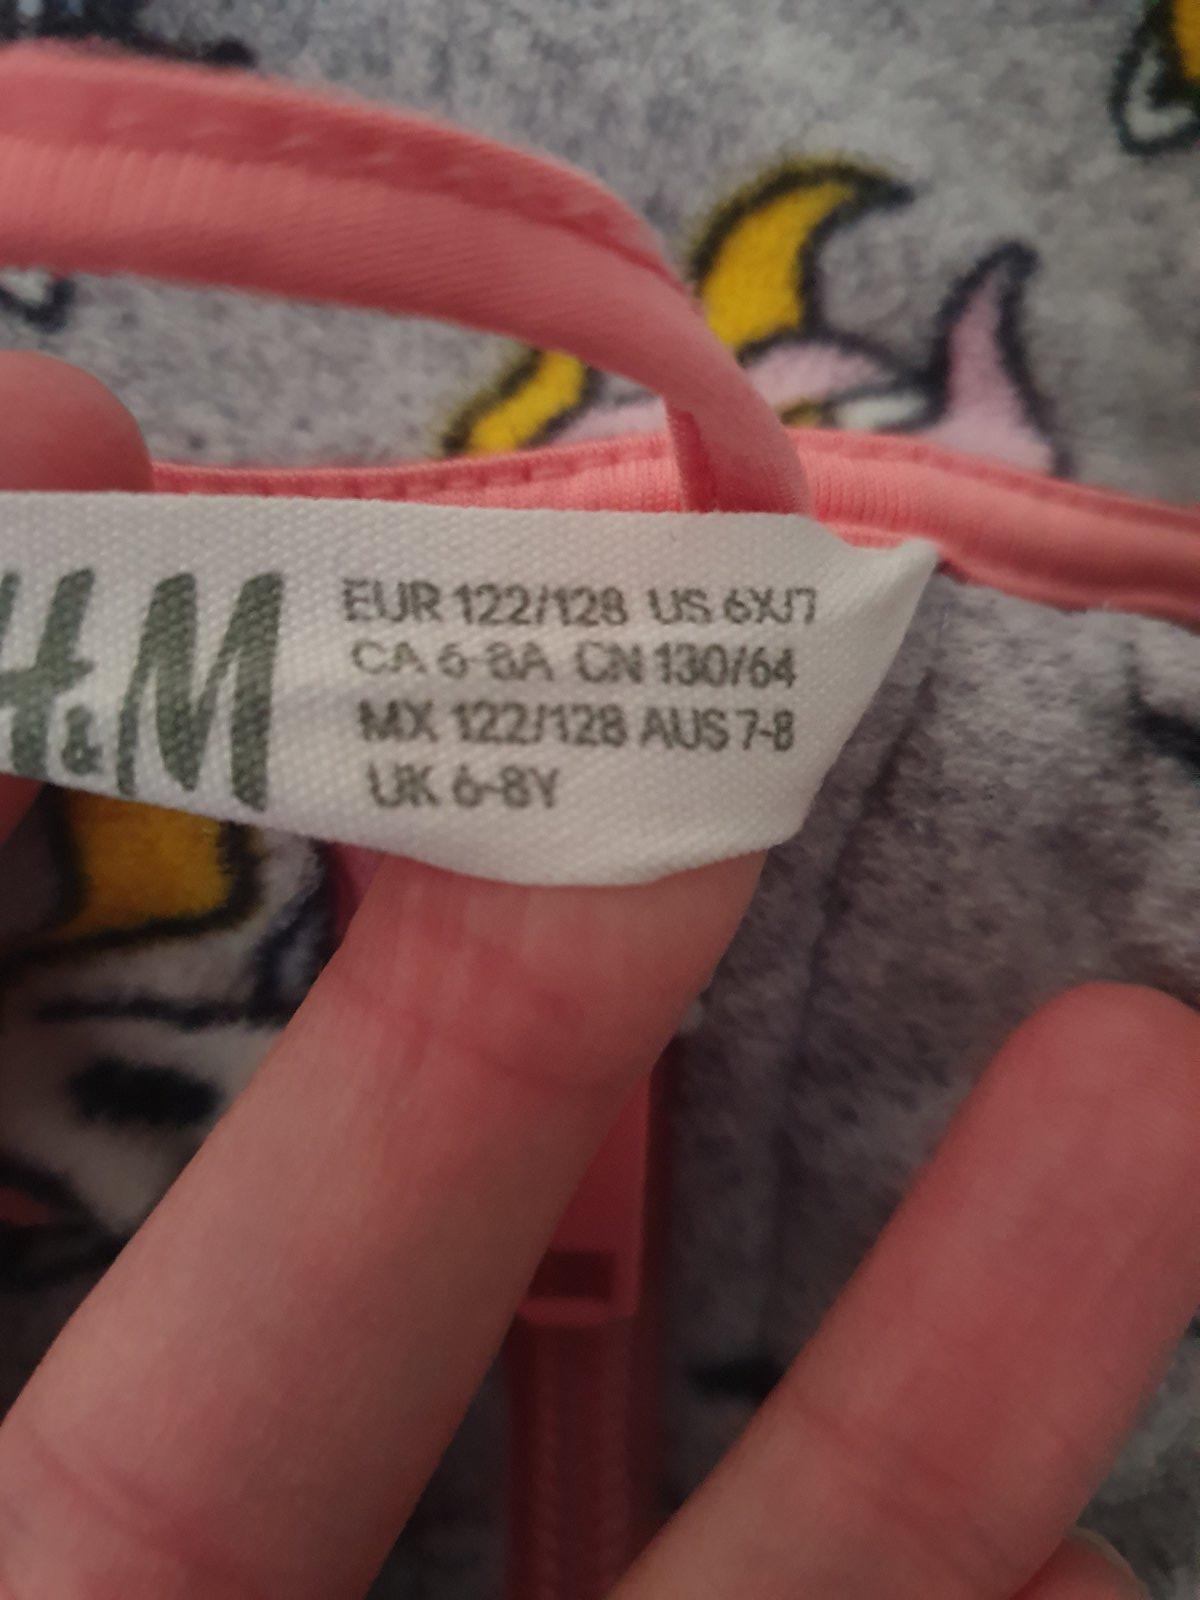 H&M
EUR 122/128 US 6X/7
CA 6-8A CN 130/64
MX 122/128 AUS 7-8
UK 6-8Y